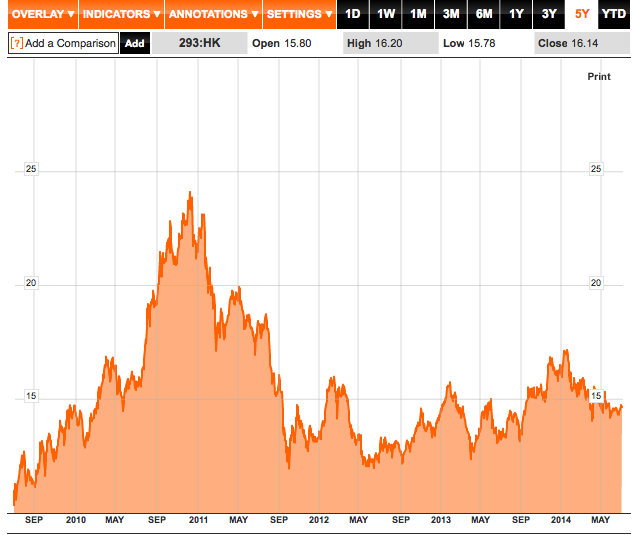 OVERLAY ▼ INDICATORS ▼ ANNOTATIONS ▼ SETTINGS ▼ 1D 1W 1M 3M 6M 1Y 3Y 5Y YTD
[?] Add a Comparison Add 293:HK Open 15.80 High 16.20 Low 15.78 Close 16.14
Print
25 25
20 20
15 15
SEP 2010 MAY SEP 2011 MAY SEP 2012 MAY SEP 2013 MAY SEP 2014 MAY